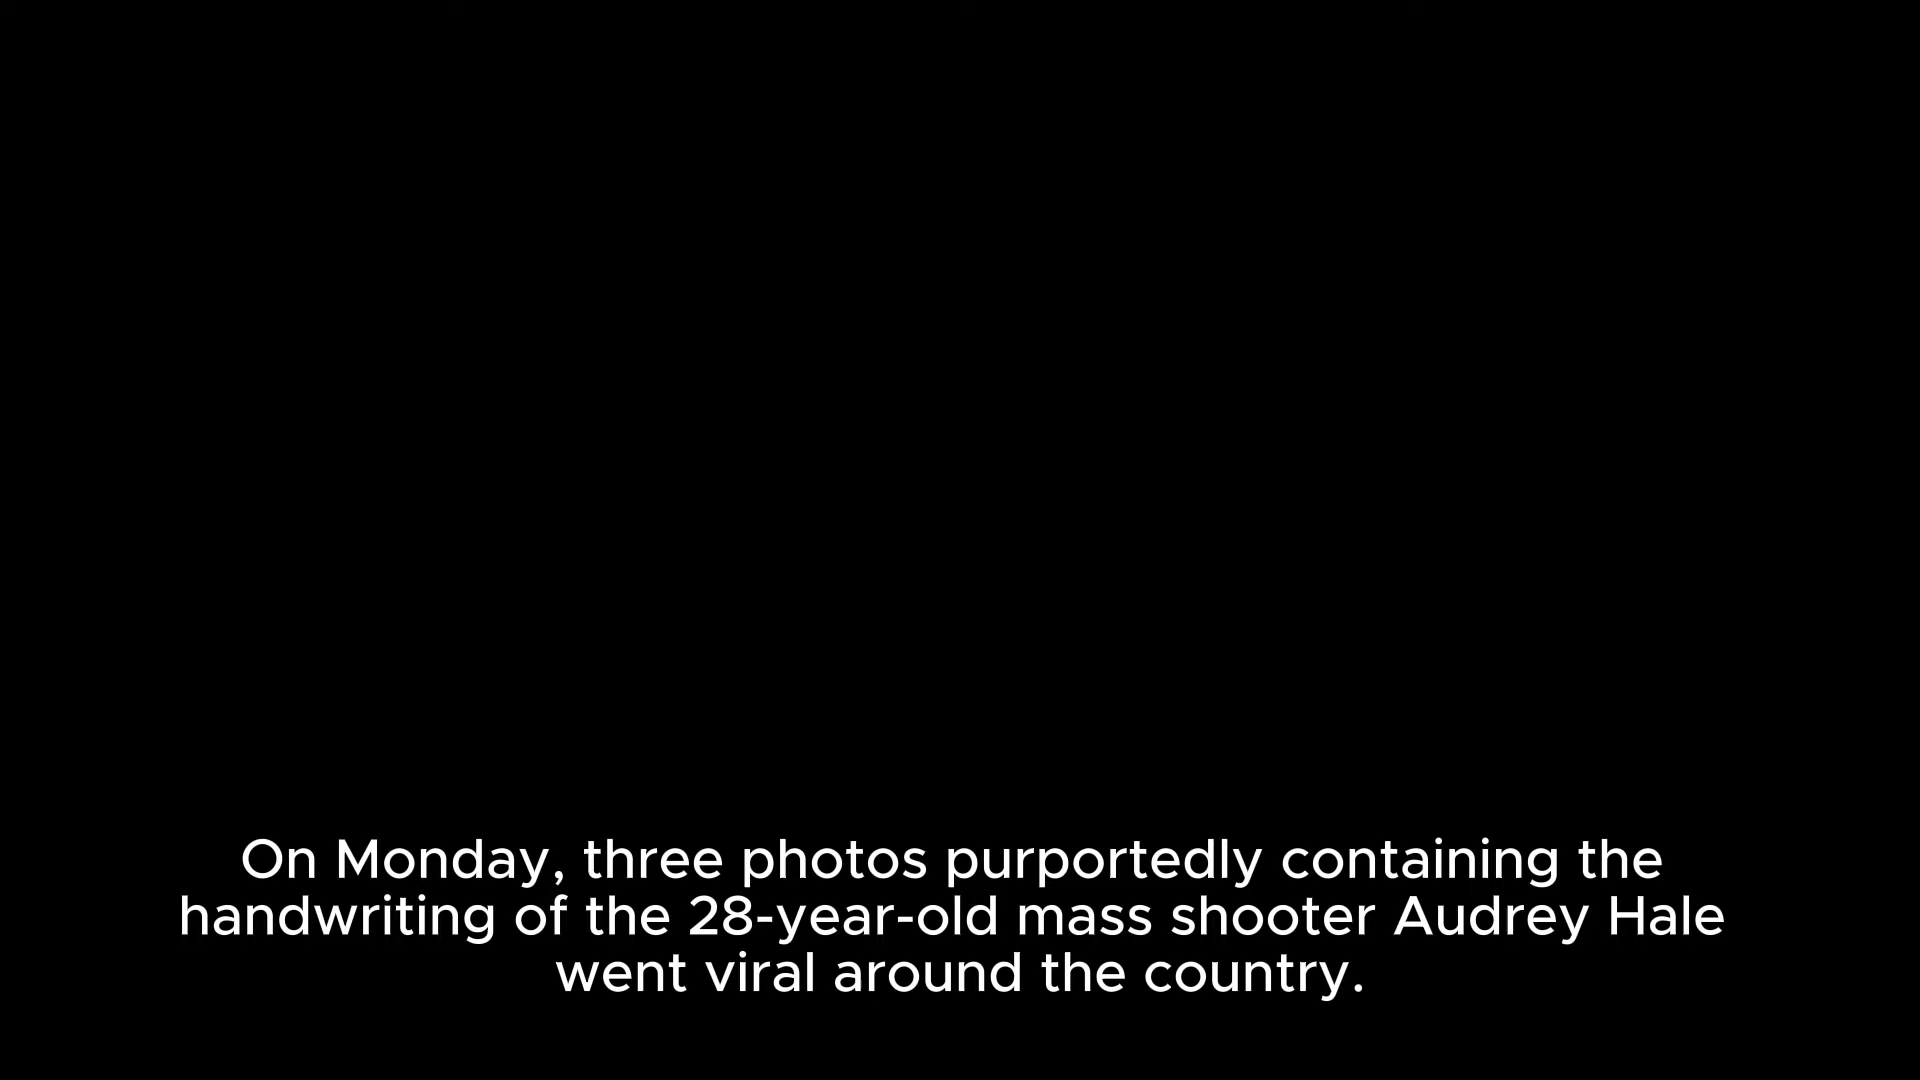 On Monday, three photos purportedly containing the
handwriting of the 28-year-old mass shooter Audrey Hale
went viral around the country.